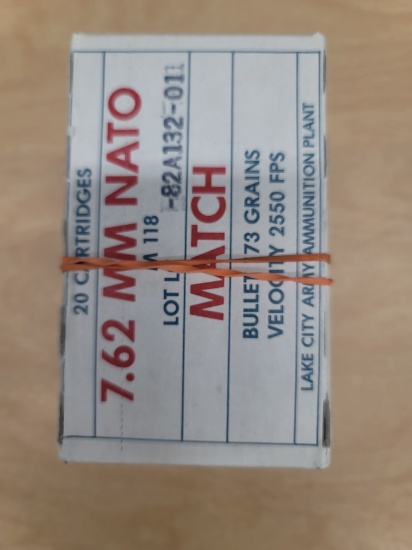 20 CARTRIDGES
7.62 MM NATO
LOT L M 118 -82A132-011
MATCH
BULLET 73 GRAINS
VELOCITY 2550 FPS
LAKE CITY ARMY AMMUNITION PLANT